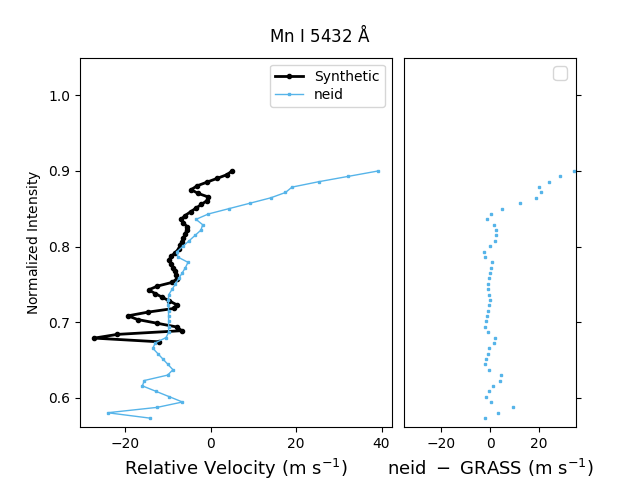 Mn I 5432 Å
Synthetic
neid
Normalized Intensity
1.0
0.9
0.8
0.7
0.6
−20
0
20
40
−20
0
20
Relative Velocity (m s⁻¹)
neid − GRASS (m s⁻¹)